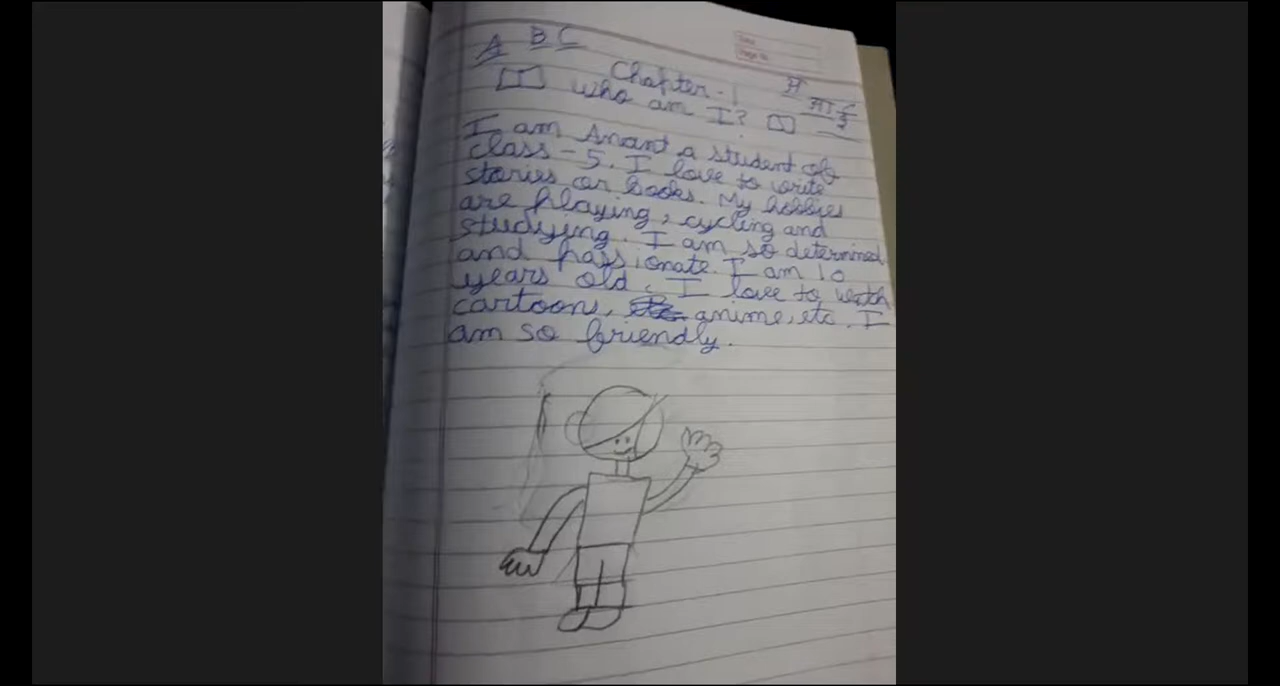 A B C
Chapter - 1
Who am I?
I am Anant a student of
class - 5. I love to write
stories or books. My hobbies
are playing, cycling and
studying. I am so determined
and passionate. I am 10
years old. I love to watch
cartoons, anime, etc. I
am so friendly.